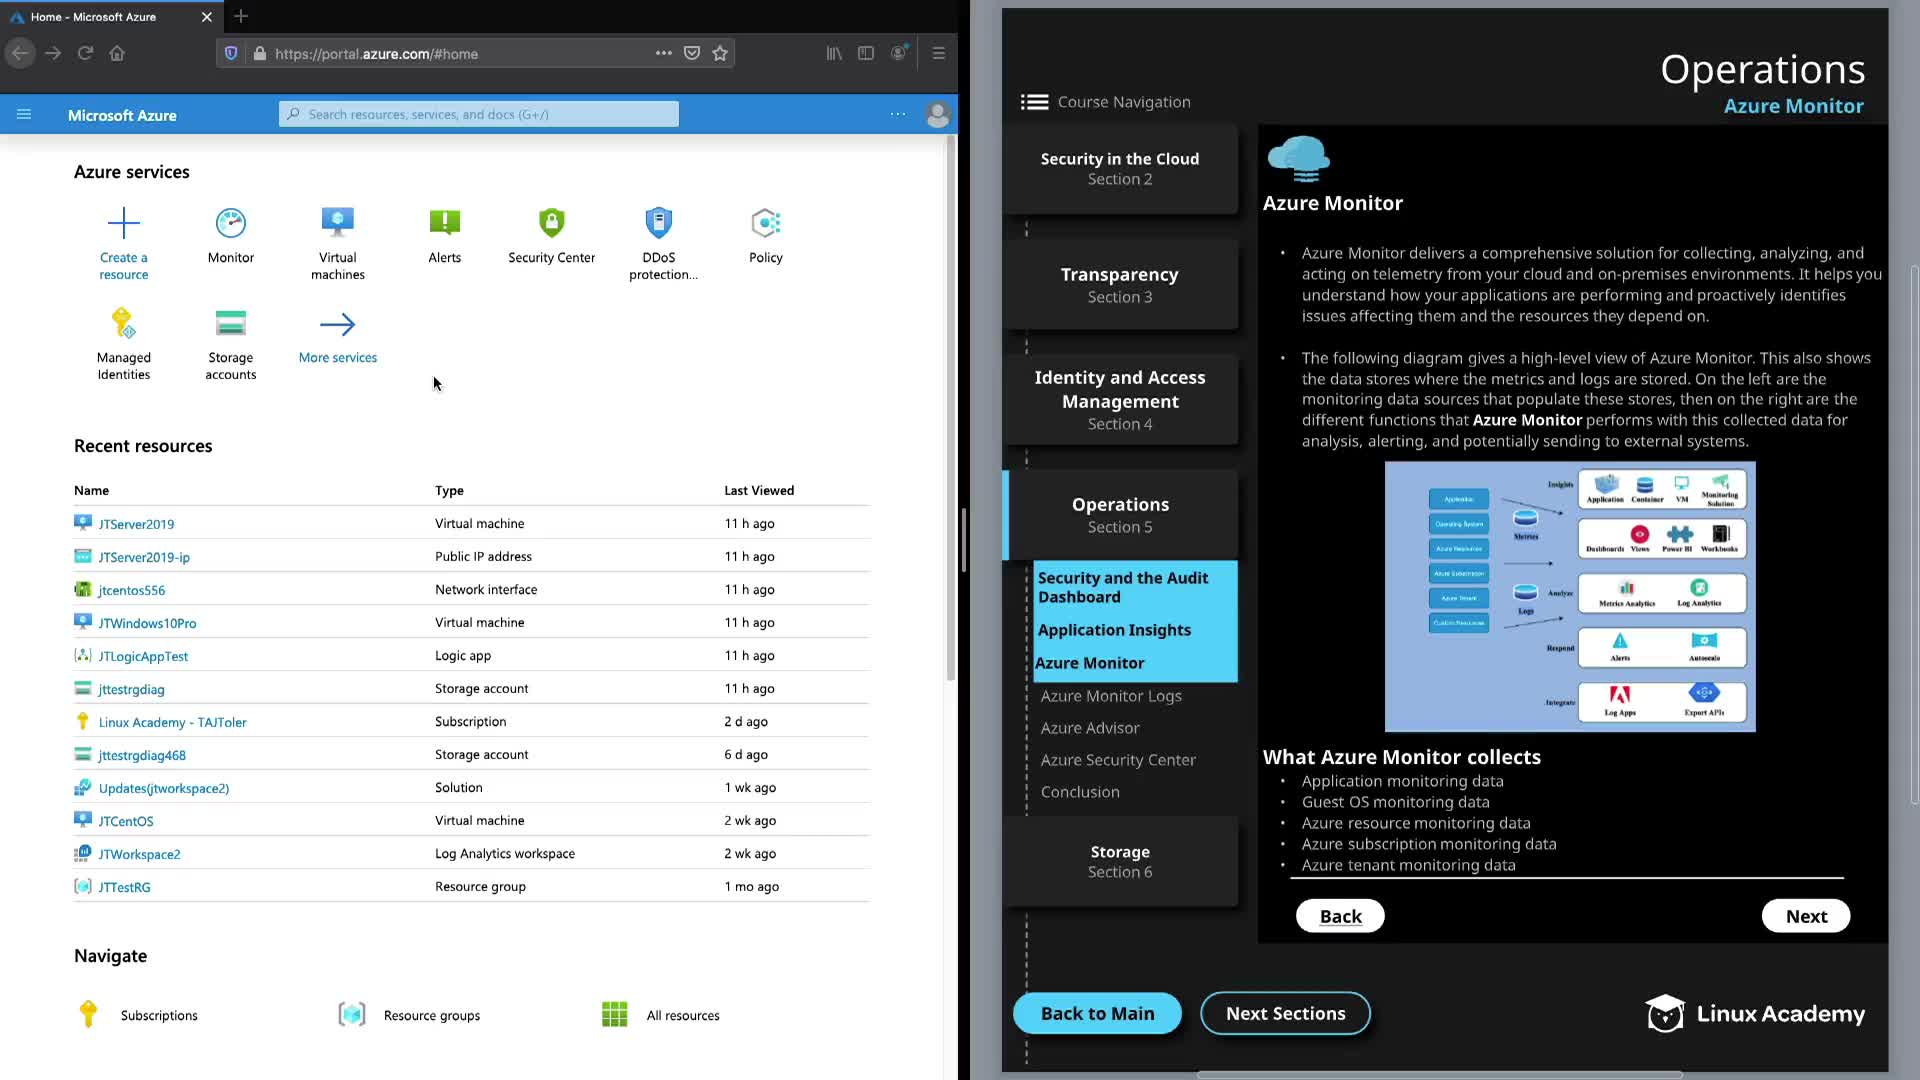 Home - Microsoft Azure
https://portal.azure.com/#home
Microsoft Azure
Search resources, services, and docs (G+/)
Azure services
Create a resource
Monitor
Virtual machines
Alerts
Security Center
DDoS protection...
Policy
Managed Identities
Storage accounts
More services
Recent resources
Name Type Last Viewed
JTServer2019 Virtual machine 11 h ago
JTServer2019-ip Public IP address 11 h ago
jtcentos556 Network interface 11 h ago
JTWindows10Pro Virtual machine 11 h ago
JTLogicAppTest Logic app 11 h ago
jttestrgdiag Storage account 11 h ago
Linux Academy - TAJToler Subscription 2 d ago
jttestrgdiag468 Storage account 6 d ago
Updates(jtworkspace2) Solution 1 wk ago
JTCentOS Virtual machine 2 wk ago
JTWorkspace2 Log Analytics workspace 2 wk ago
JTTestRG Resource group 1 mo ago
Navigate
Subscriptions Resource groups All resources
Operations
Azure Monitor
Course Navigation
Security in the Cloud
Section 2
Transparency
Section 3
Identity and Access
Management
Section 4
Operations
Section 5
Security and the Audit
Dashboard
Application Insights
Azure Monitor
Azure Monitor Logs
Azure Advisor
Azure Security Center
Conclusion
Storage
Section 6
Azure Monitor
• Azure Monitor delivers a comprehensive solution for collecting, analyzing, and
acting on telemetry from your cloud and on-premises environments. It helps you
understand how your applications are performing and proactively identifies
issues affecting them and the resources they depend on.
• The following diagram gives a high-level view of Azure Monitor. This also shows
the data stores where the metrics and logs are stored. On the left are the
monitoring data sources that populate these stores, then on the right are the
different functions that Azure Monitor performs with this collected data for
analysis, alerting, and potentially sending to external systems.
Application
Operating System
Azure Resources
Azure Subscription
Azure Tenant
Custom Resources
Metrics
Logs
Insights
Application Container VM Monitoring Solution
Dashboards Views Power BI Workbooks
Analyze
Metrics Analytics Log Analytics
Respond
Alerts Autoscale
Integrate
Log Apps Export APIs
What Azure Monitor collects
• Application monitoring data
• Guest OS monitoring data
• Azure resource monitoring data
• Azure subscription monitoring data
• Azure tenant monitoring data
Back
Next
Back to Main
Next Sections
Linux Academy